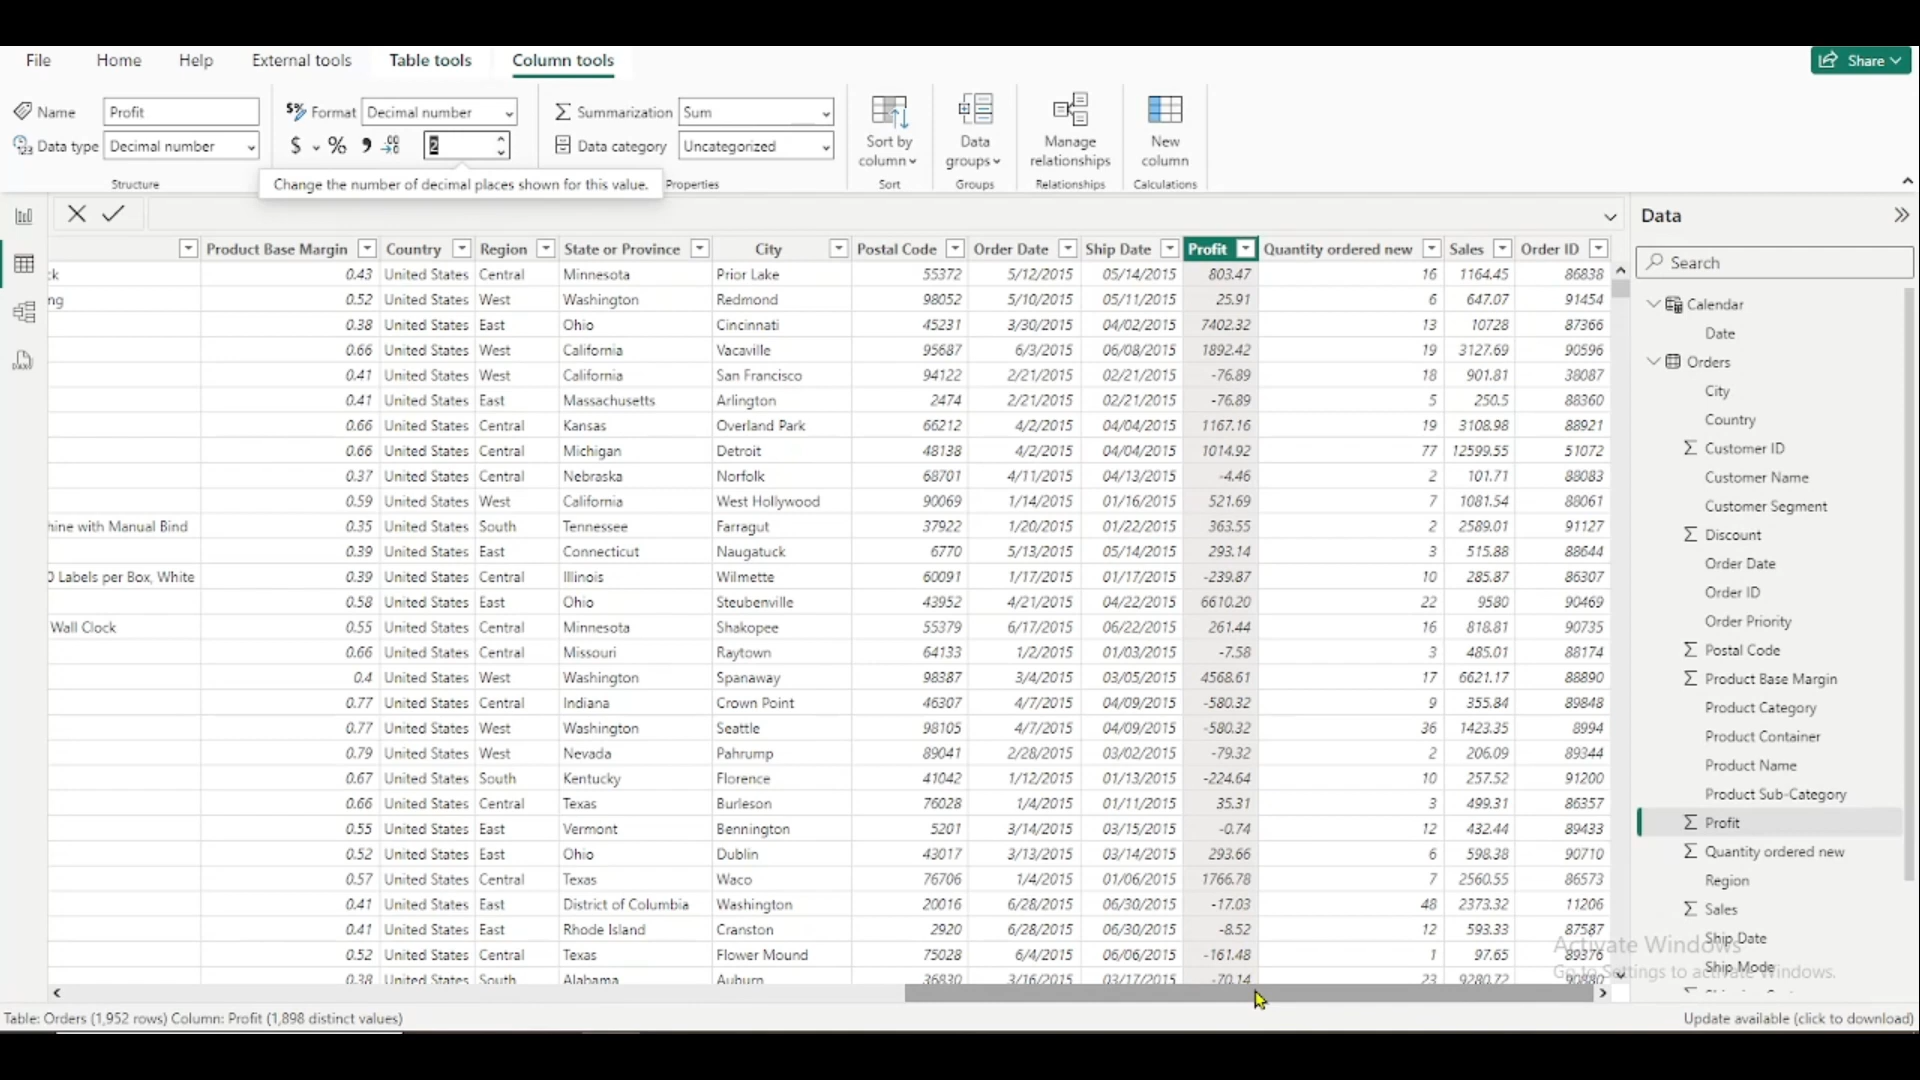 File Home Help External tools Table tools Column tools Share
Name Profit Format Decimal number Summarization Sum Sort by column Data groups Manage relationships New column
Data type Decimal number $ % 2 Data category Uncategorized
Structure Properties Sort Groups Relationships Calculations
Change the number of decimal places shown for this value.
Product Base Margin Country Region State or Province City Postal Code Order Date Ship Date Profit Quantity ordered new Sales Order ID
ck 0.43 United States Central Minnesota Prior Lake 55372 5/12/2015 05/14/2015 803.47 16 1164.45 86838
ng 0.52 United States West Washington Redmond 98052 5/10/2015 05/11/2015 25.91 6 647.07 91454
0.38 United States East Ohio Cincinnati 45231 3/30/2015 04/02/2015 7402.32 13 10728 87366
0.66 United States West California Vacaville 95687 6/3/2015 06/08/2015 1892.42 19 3127.69 90596
0.41 United States West California San Francisco 94122 2/21/2015 02/21/2015 -76.89 18 901.81 38087
0.41 United States East Massachusetts Arlington 2474 2/21/2015 02/21/2015 -76.89 5 250.5 88360
0.66 United States Central Kansas Overland Park 66212 4/2/2015 04/04/2015 1167.16 19 3108.98 88921
0.66 United States Central Michigan Detroit 48138 4/2/2015 04/04/2015 1014.92 77 12599.55 51072
0.37 United States Central Nebraska Norfolk 68701 4/11/2015 04/13/2015 -4.46 2 101.71 88083
0.59 United States West California West Hollywood 90069 1/14/2015 01/16/2015 521.69 7 1081.54 88061
hine with Manual Bind 0.35 United States South Tennessee Farragut 37922 1/20/2015 01/22/2015 363.55 2 2589.01 91127
0.39 United States East Connecticut Naugatuck 6770 5/13/2015 05/14/2015 293.14 3 515.88 88644
0 Labels per Box, White 0.39 United States Central Illinois Wilmette 60091 1/17/2015 01/17/2015 -239.87 10 285.87 86307
0.58 United States East Ohio Steubenville 43952 4/21/2015 04/22/2015 6610.20 22 9580 90469
Wall Clock 0.55 United States Central Minnesota Shakopee 55379 6/17/2015 06/22/2015 261.44 16 818.81 90735
0.66 United States Central Missouri Raytown 64133 1/2/2015 01/03/2015 -7.58 3 485.01 88174
0.4 United States West Washington Spanaway 98387 3/4/2015 03/05/2015 4568.61 17 6621.17 88890
0.77 United States Central Indiana Crown Point 46307 4/7/2015 04/09/2015 -580.32 9 355.84 89848
0.77 United States West Washington Seattle 98105 4/7/2015 04/09/2015 -580.32 36 1423.35 8994
0.79 United States West Nevada Pahrump 89041 2/28/2015 03/02/2015 -79.32 2 206.09 89344
0.67 United States South Kentucky Florence 41042 1/12/2015 01/13/2015 -224.64 10 257.52 91200
0.66 United States Central Texas Burleson 76028 1/4/2015 01/11/2015 35.31 3 499.31 86357
0.55 United States East Vermont Bennington 5201 3/14/2015 03/15/2015 -0.74 12 432.44 89433
0.52 United States East Ohio Dublin 43017 3/13/2015 03/14/2015 293.66 6 598.38 90710
0.57 United States Central Texas Waco 76706 1/4/2015 01/06/2015 1766.78 7 2560.55 86573
0.41 United States East District of Columbia Washington 20016 6/28/2015 06/30/2015 -17.03 48 2373.32 11206
0.41 United States East Rhode Island Cranston 2920 6/28/2015 06/30/2015 -8.52 12 593.33 87587
0.52 United States Central Texas Flower Mound 75028 6/4/2015 06/06/2015 -161.48 1 97.65 89376
0.38 United States South Alabama Auburn 36830 3/16/2015 03/17/2015 -70.14 23 9280.72 90880
Data
Search
Calendar
Date
Orders
City
Country
Customer ID
Customer Name
Customer Segment
Discount
Order Date
Order ID
Order Priority
Postal Code
Product Base Margin
Product Category
Product Container
Product Name
Product Sub-Category
Profit
Quantity ordered new
Region
Sales
Ship Date
Ship Mode
Activate Windows
Go to Settings to activate Windows.
Table: Orders (1,952 rows) Column: Profit (1,898 distinct values)
Update available (click to download)